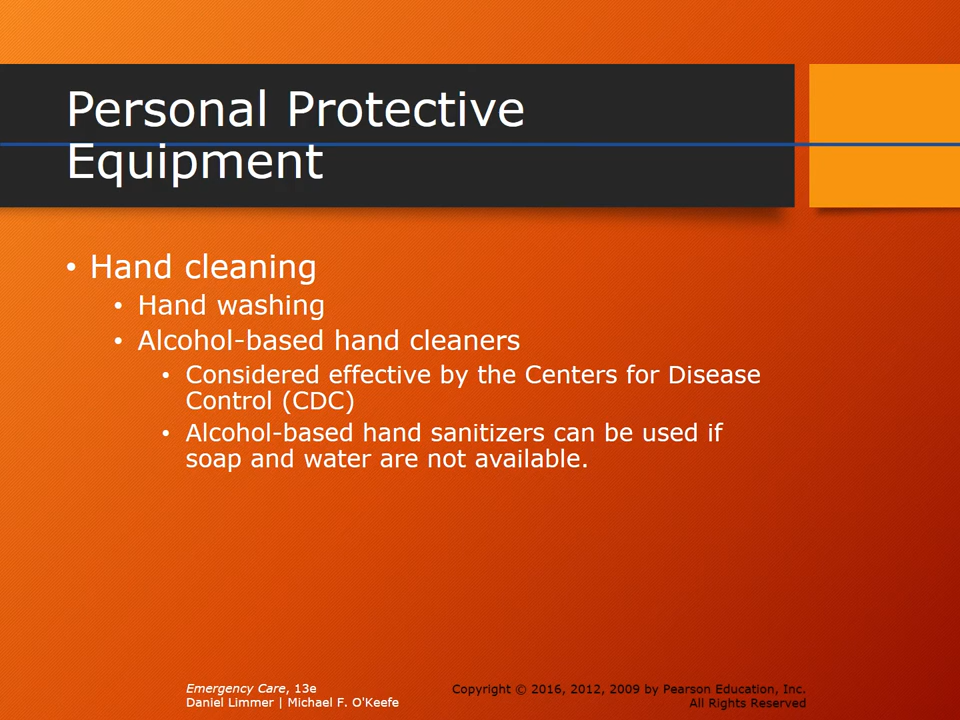 Personal Protective
Equipment
• Hand cleaning
• Hand washing
• Alcohol-based hand cleaners
• Considered effective by the Centers for Disease
Control (CDC)
• Alcohol-based hand sanitizers can be used if
soap and water are not available.
Emergency Care, 13e
Daniel Limmer | Michael F. O'Keefe
Copyright © 2016, 2012, 2009 by Pearson Education, Inc.
All Rights Reserved